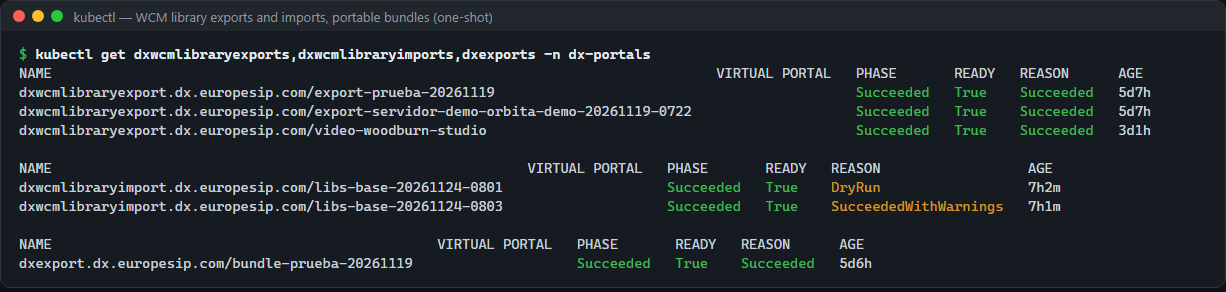 kubectl — WCM library exports and imports, portable bundles (one-shot)
$ kubectl get dxwcmlibraryexports,dxwcmlibraryimports,dxexports -n dx-portals
NAME VIRTUAL PORTAL PHASE READY REASON AGE
dxwcmlibraryexport.dx.europesip.com/export-prueba-20261119 Succeeded True Succeeded 5d7h
dxwcmlibraryexport.dx.europesip.com/export-servidor-demo-orbita-demo-20261119-0722 Succeeded True Succeeded 5d7h
dxwcmlibraryexport.dx.europesip.com/video-woodburn-studio Succeeded True Succeeded 3d1h
NAME VIRTUAL PORTAL PHASE READY REASON AGE
dxwcmlibraryimport.dx.europesip.com/libs-base-20261124-0801 Succeeded True DryRun 7h2m
dxwcmlibraryimport.dx.europesip.com/libs-base-20261124-0803 Succeeded True SucceededWithWarnings 7h1m
NAME VIRTUAL PORTAL PHASE READY REASON AGE
dxexport.dx.europesip.com/bundle-prueba-20261119 Succeeded True Succeeded 5d6h